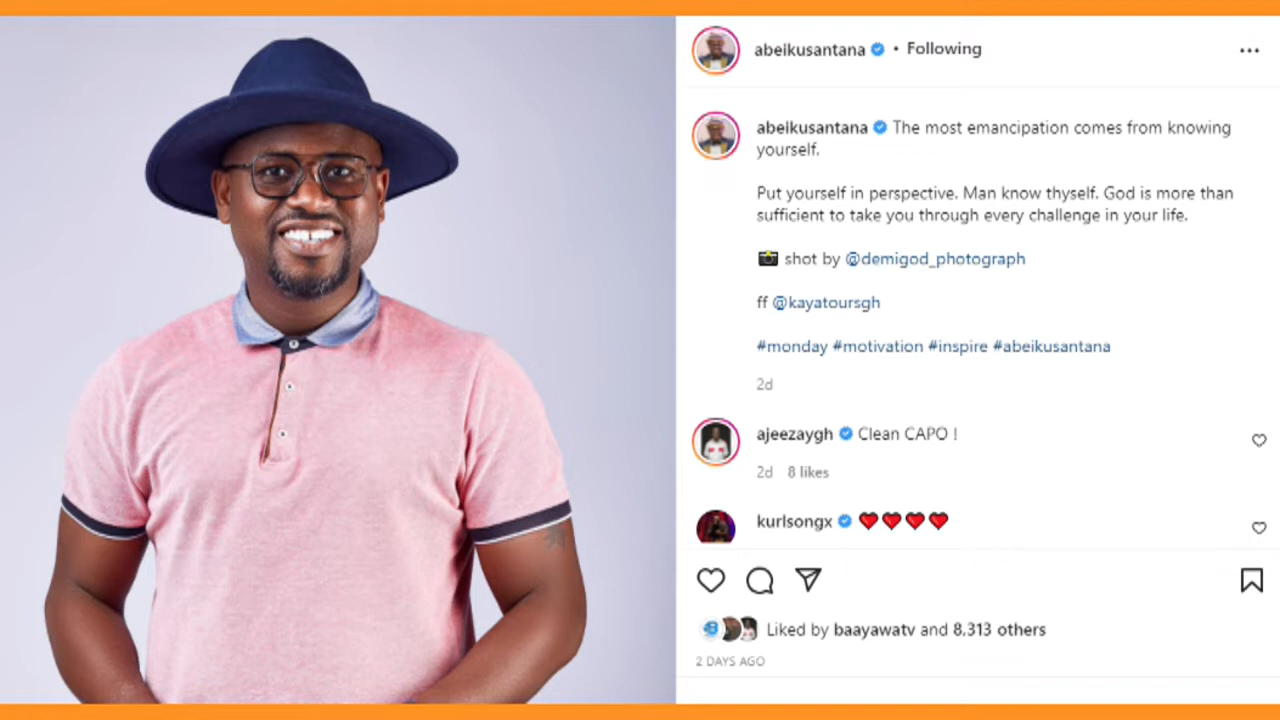 abeikusantana • Following
abeikusantana The most emancipation comes from knowing
yourself.
Put yourself in perspective. Man know thyself. God is more than
sufficient to take you through every challenge in your life.
📷 shot by @demigod_photograph
ff @kayatoursgh
#monday #motivation #inspire #abeikusantana
2d
ajeezaygh Clean CAPO !
2d 8 likes
kurlsongx ❤️❤️❤️❤️
Liked by baayawatv and 8,313 others
2 DAYS AGO